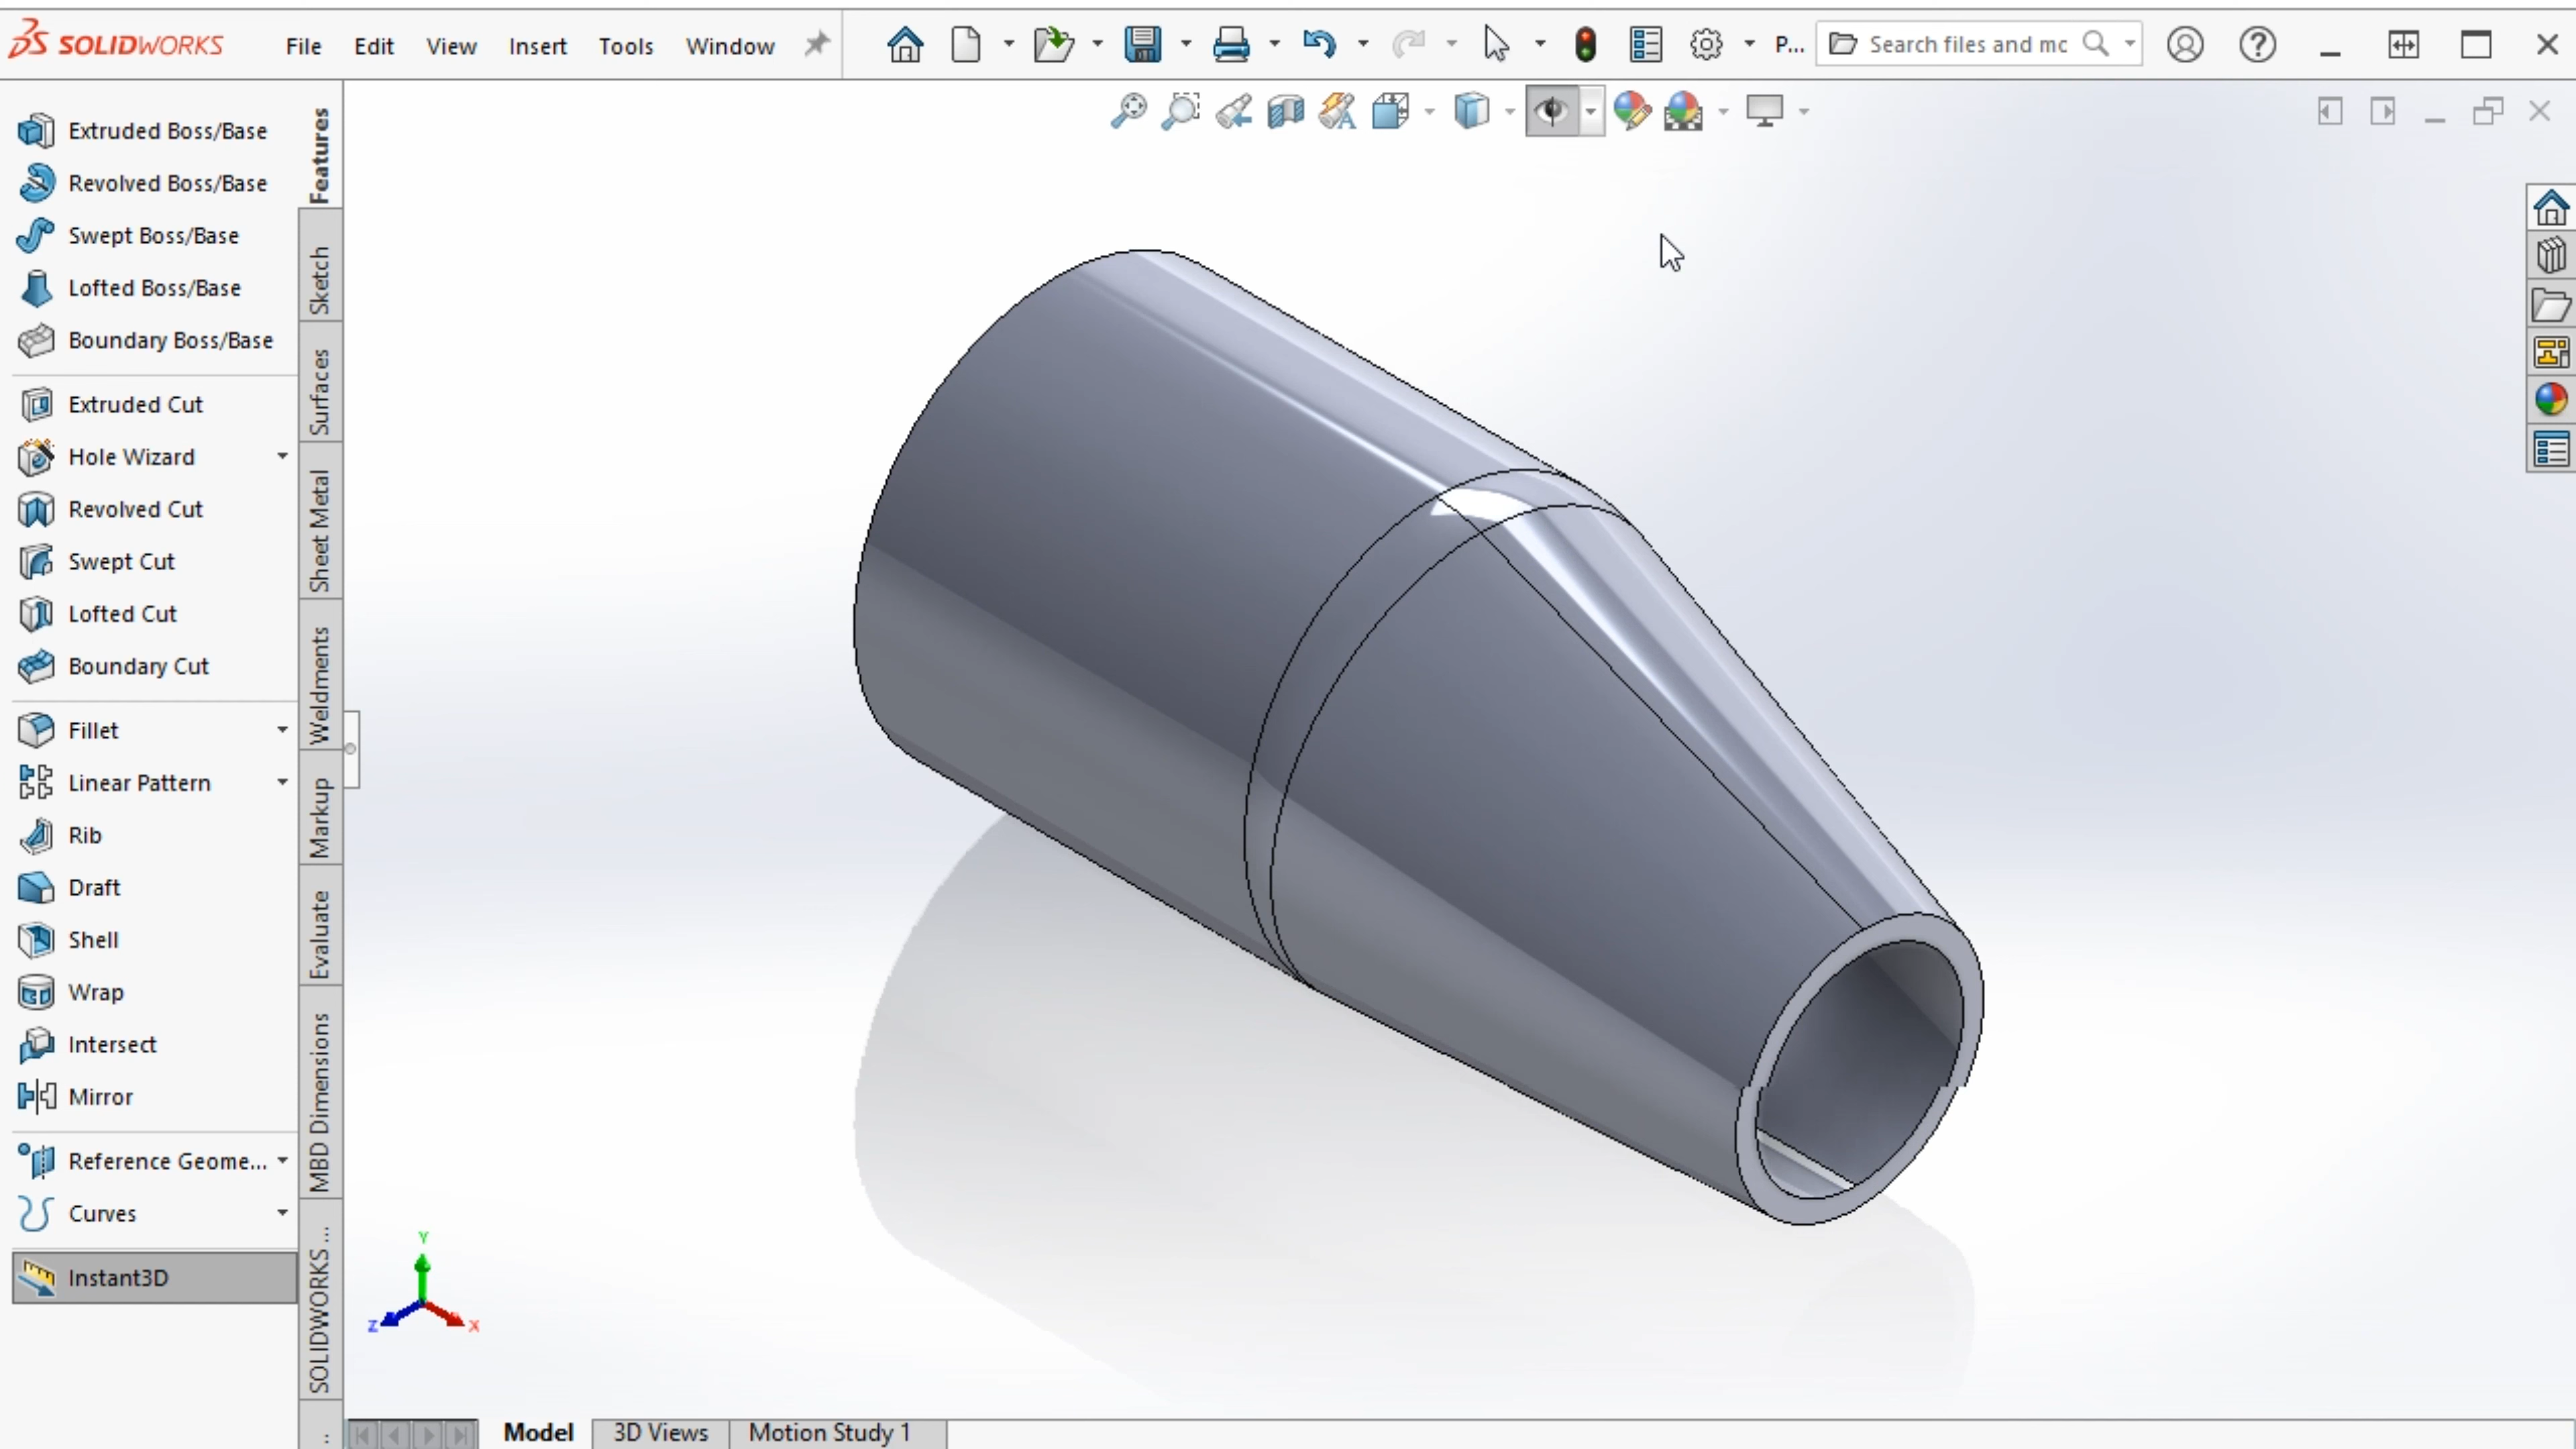 SOLIDWORKS File Edit View Insert Tools Window P... Search files and mc
Extruded Boss/Base
Revolved Boss/Base
Swept Boss/Base
Lofted Boss/Base
Boundary Boss/Base
Extruded Cut
Hole Wizard
Revolved Cut
Swept Cut
Lofted Cut
Boundary Cut
Fillet
Linear Pattern
Rib
Draft
Shell
Wrap
Intersect
Mirror
Reference Geome...
Curves
Instant3D
Features
Sketch
Surfaces
Sheet Metal
Weldments
Markup
Evaluate
MBD Dimensions
SOLIDWORKS ...
..
Y
Z X
Model 3D Views Motion Study 1